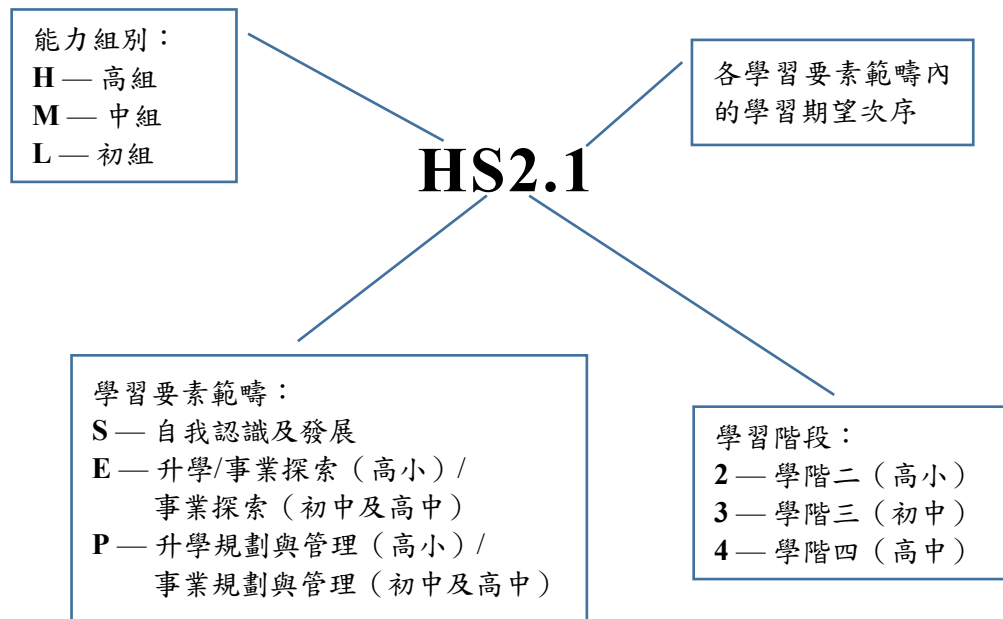 能力組別：
H — 高組
M — 中組
L — 初組
各學習要素範疇內
的學習期望次序
HS2.1
學習要素範疇：
S — 自我認識及發展
E — 升學/事業探索（高小）/
事業探索（初中及高中）
P — 升學規劃與管理（高小）/
事業規劃與管理（初中及高中）
學習階段：
2 — 學階二（高小）
3 — 學階三（初中）
4 — 學階四（高中）